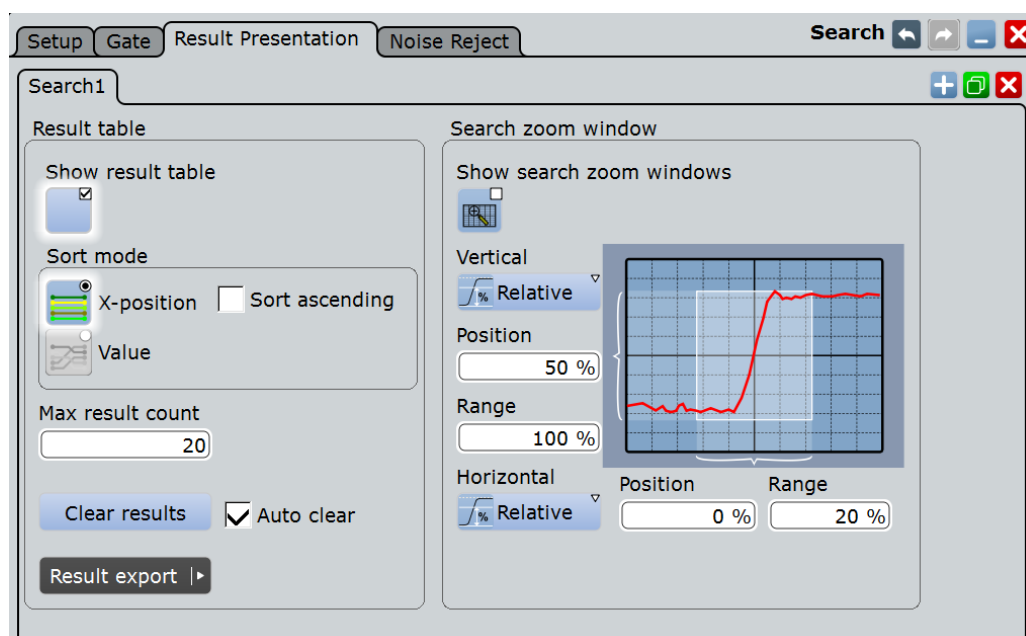 Setup Gate Result Presentation Noise Reject Search
Search1
Result table
Show result table
Sort mode
X-position Sort ascending
Value
Max result count
20
Clear results Auto clear
Result export
Search zoom window
Show search zoom windows
Vertical
% Relative
Position
50 %
Range
100 %
Horizontal
% Relative
Position Range
0 % 20 %